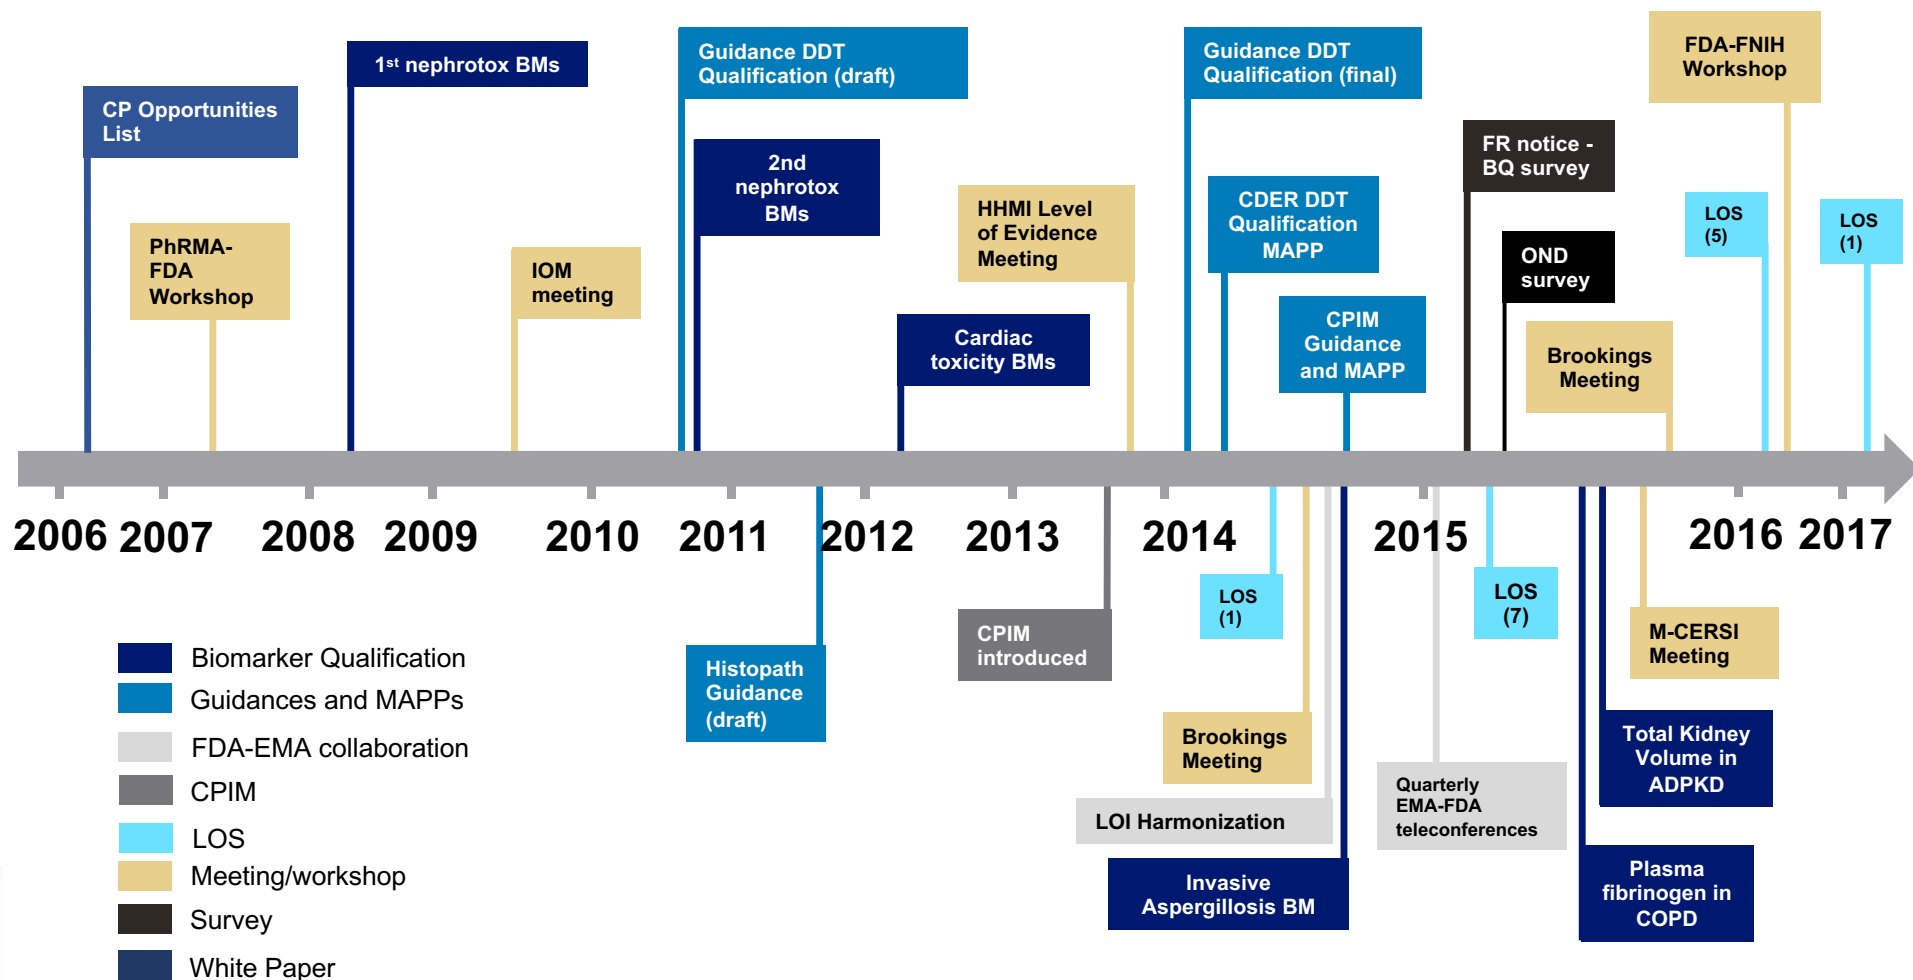 CP Opportunities
List
PhRMA-
FDA
Workshop
1st nephrotox BMs
IOM
meeting
Guidance DDT
Qualification (draft)
2nd
nephrotox
BMs
Cardiac
toxicity BMs
HHMI Level
of Evidence
Meeting
Guidance DDT
Qualification (final)
CDER DDT
Qualification
MAPP
CPIM
Guidance
and MAPP
FR notice -
BQ survey
OND
survey
Brookings
Meeting
FDA-FNIH
Workshop
LOS
(5)
LOS
(1)
2006 2007 2008 2009 2010 2011 2012 2013 2014 2015 2016 2017
Histopath
Guidance
(draft)
CPIM
introduced
LOS
(1)
Brookings
Meeting
LOI Harmonization
Invasive
Aspergillosis BM
Quarterly
EMA-FDA
teleconferences
LOS
(7)
M-CERSI
Meeting
Total Kidney
Volume in
ADPKD
Plasma
fibrinogen in
COPD
Biomarker Qualification
Guidances and MAPPs
FDA-EMA collaboration
CPIM
LOS
Meeting/workshop
Survey
White Paper